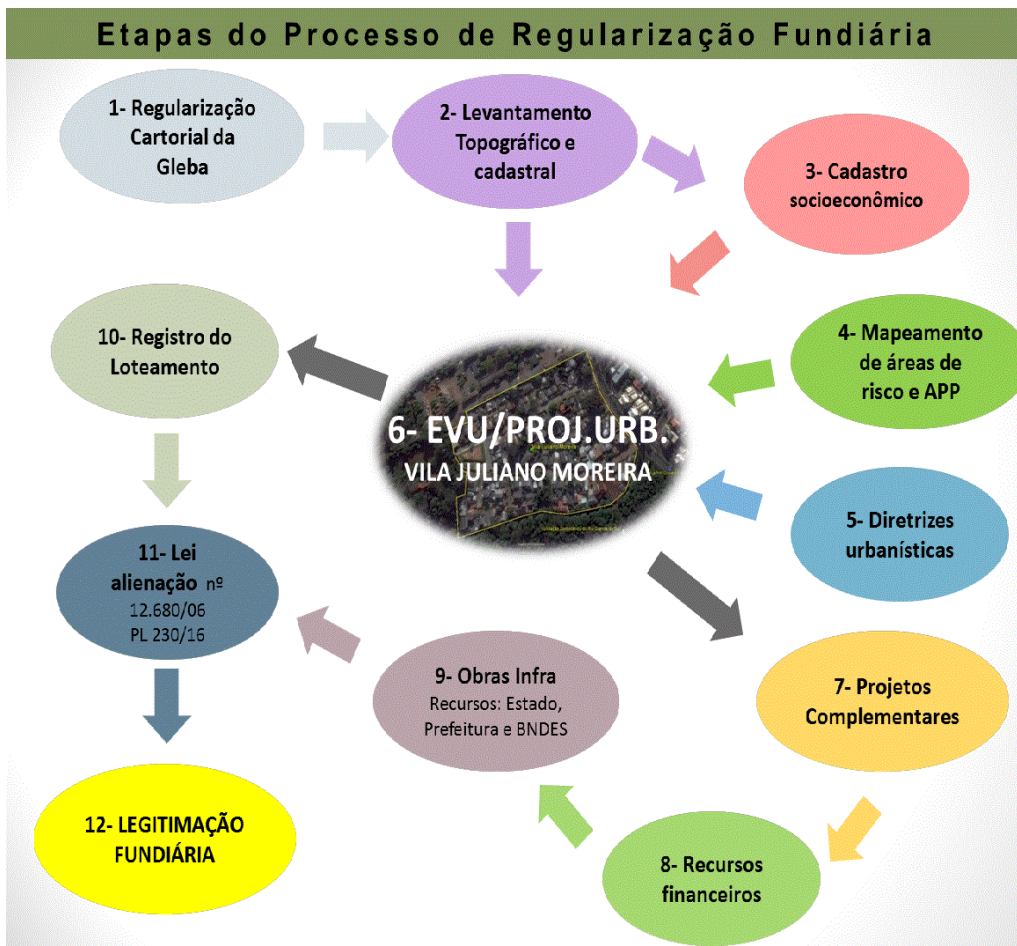 Etapas do Processo de Regularização Fundiária
1- Regularização
Cartorial da
Gleba
2- Levantamento
Topográfico e
cadastral
3- Cadastro
socioeconômico
4- Mapeamento
de áreas de
risco e APP
5- Diretrizes
urbanísticas
6- EVU/PROJ.URB.
VILA JULIANO MOREIRA
7- Projetos
Complementares
8- Recursos
financeiros
9- Obras Infra
Recursos: Estado,
Prefeitura e BNDES
10- Registro do
Loteamento
11- Lei
alienação nº
12.680/06
PL 230/16
12- LEGITIMAÇÃO
FUNDIÁRIA